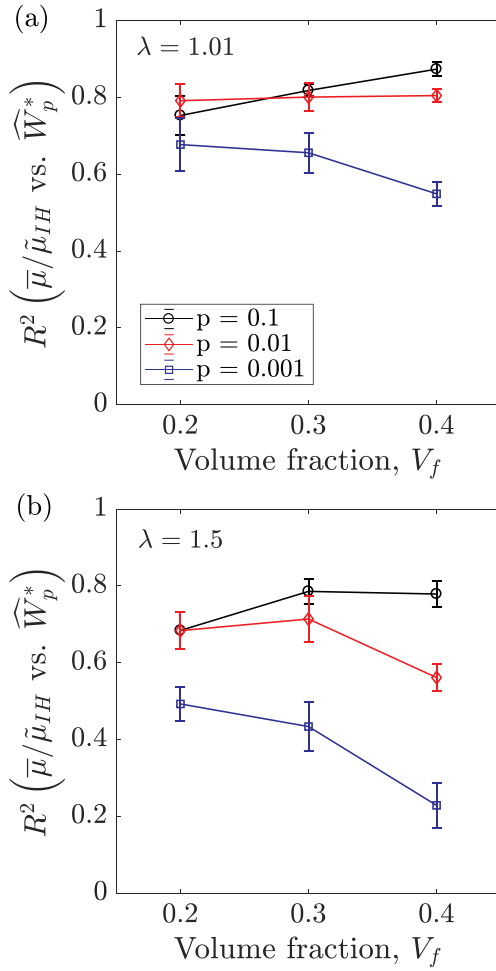 (a)
λ = 1.01
1
0.8
0.6
0.4
0.2
0
R² (μ̅/μ̃_IH vs. Ŵ_p*)
p = 0.1
p = 0.01
p = 0.001
0.2 0.3 0.4
Volume fraction, V_f
(b)
λ = 1.5
1
0.8
0.6
0.4
0.2
0
R² (μ̅/μ̃_IH vs. Ŵ_p*)
0.2 0.3 0.4
Volume fraction, V_f